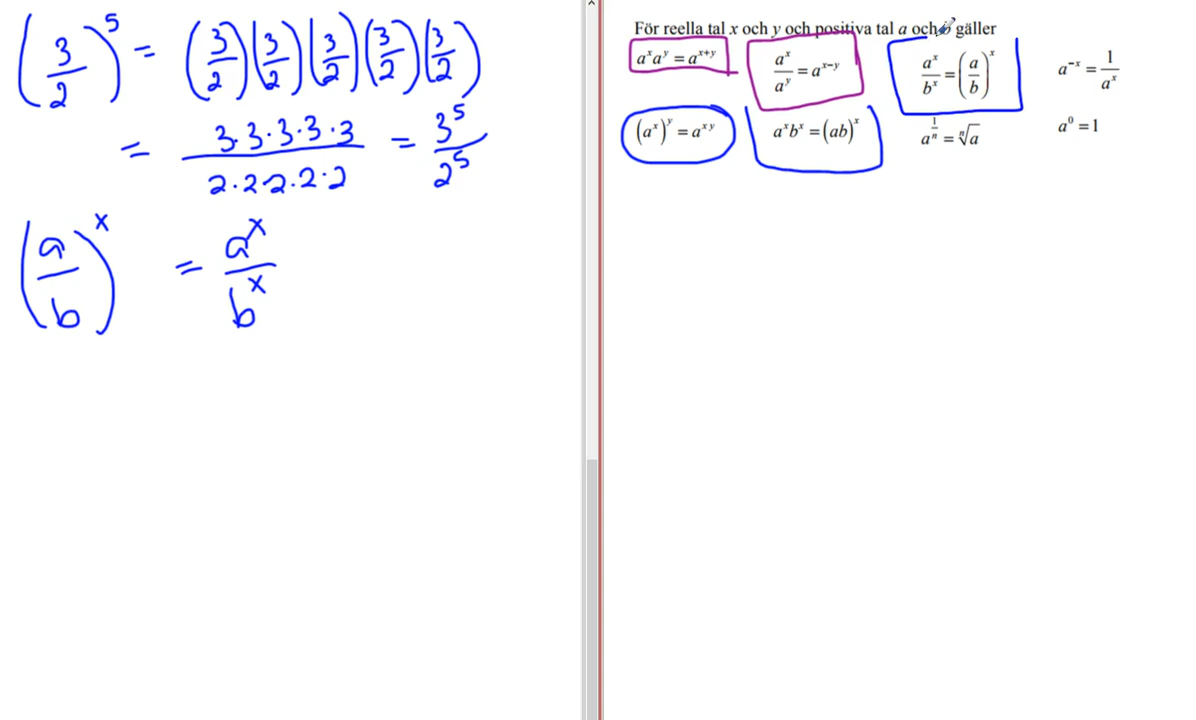 (3/2)^5 = (3/2)(3/2)(3/2)(3/2)(3/2)
= 3·3·3·3·3 / 2·2·2·2·2 = 3^5/2^5
(a/b)^x = a^x/b^x
För reella tal x och y och positiva tal a och b gäller
a^x a^y = a^(x+y)   a^x/a^y = a^(x−y)   a^x/b^x = (a/b)^x   a^(−x) = 1/a^x
(a^x)^y = a^(xy)   a^x b^x = (ab)^x   a^(1/n) = ⁿ√a   a^0 = 1